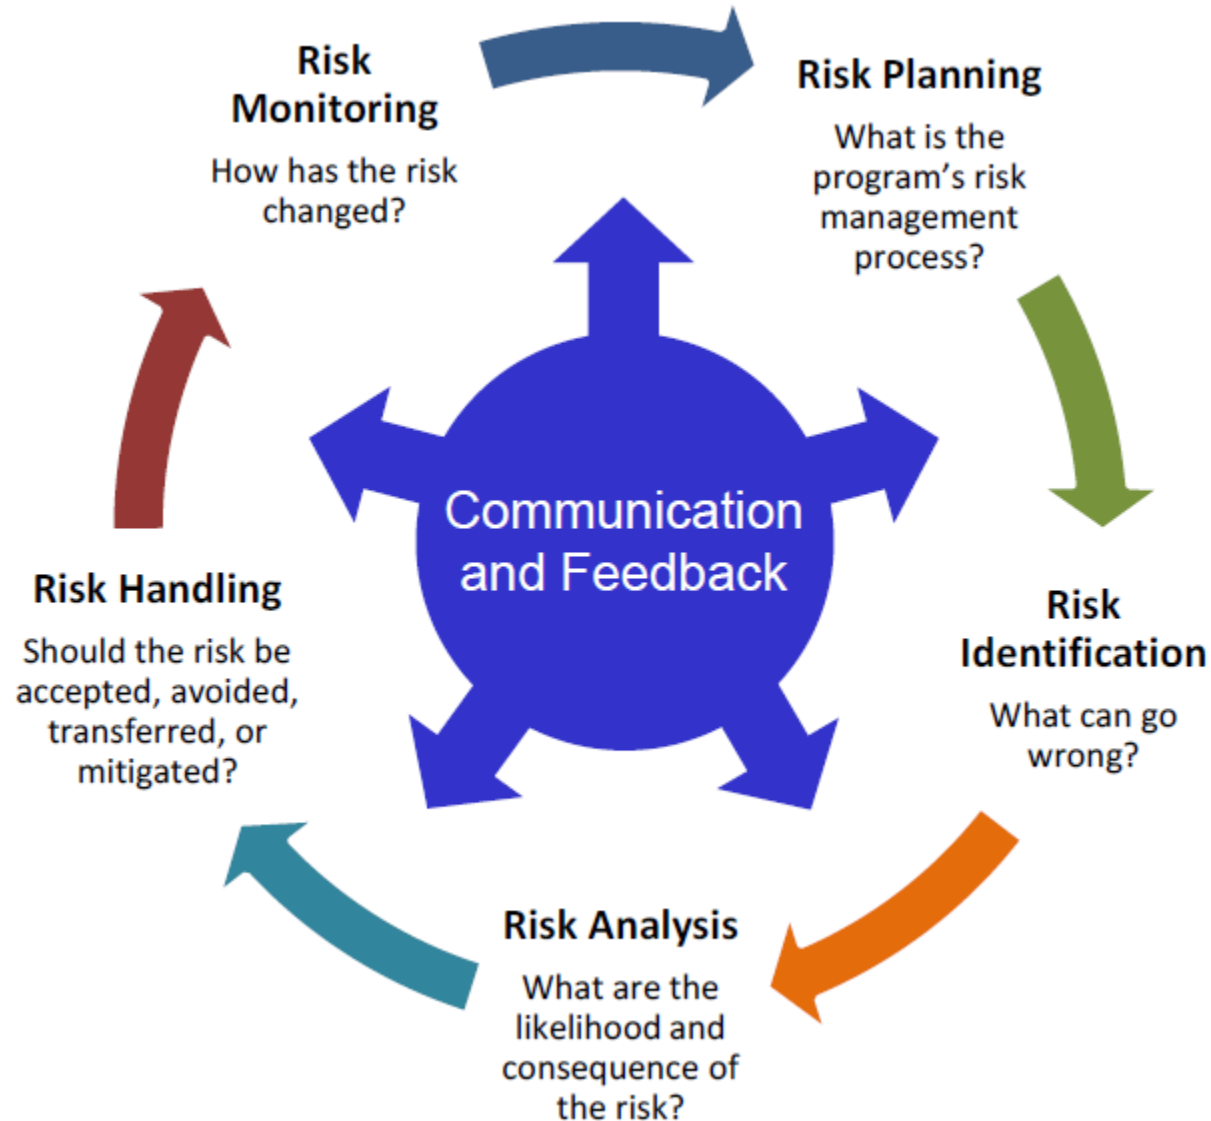 Risk
Monitoring
How has the risk
changed?
Risk Planning
What is the
program’s risk
management
process?
Communication
and Feedback
Risk Handling
Should the risk be
accepted, avoided,
transferred, or
mitigated?
Risk
Identification
What can go
wrong?
Risk Analysis
What are the
likelihood and
consequence of
the risk?